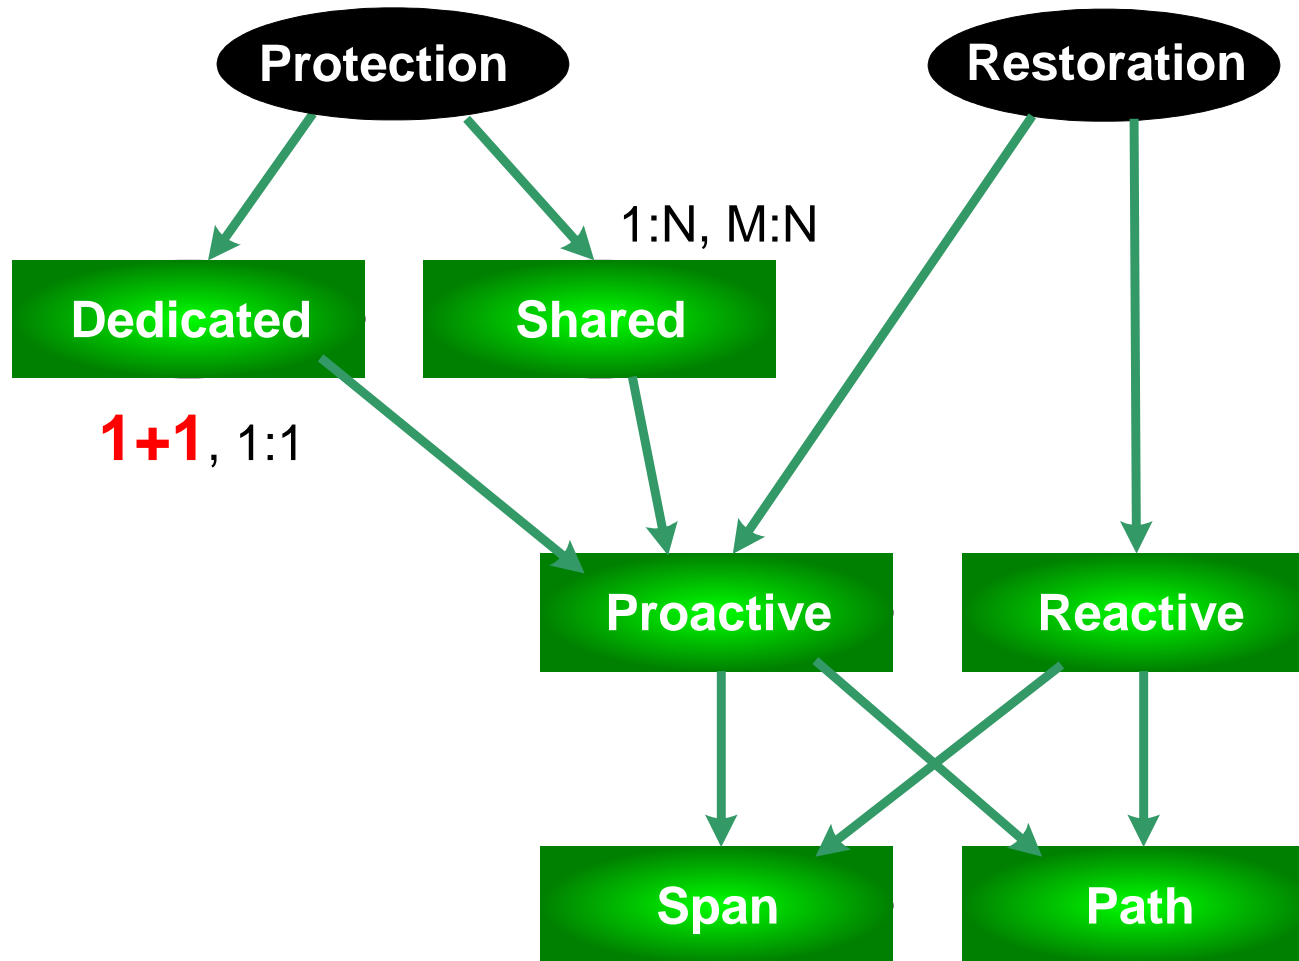 Protection
Restoration
1:N, M:N
Dedicated
Shared
1+1, 1:1
Proactive
Reactive
Span
Path